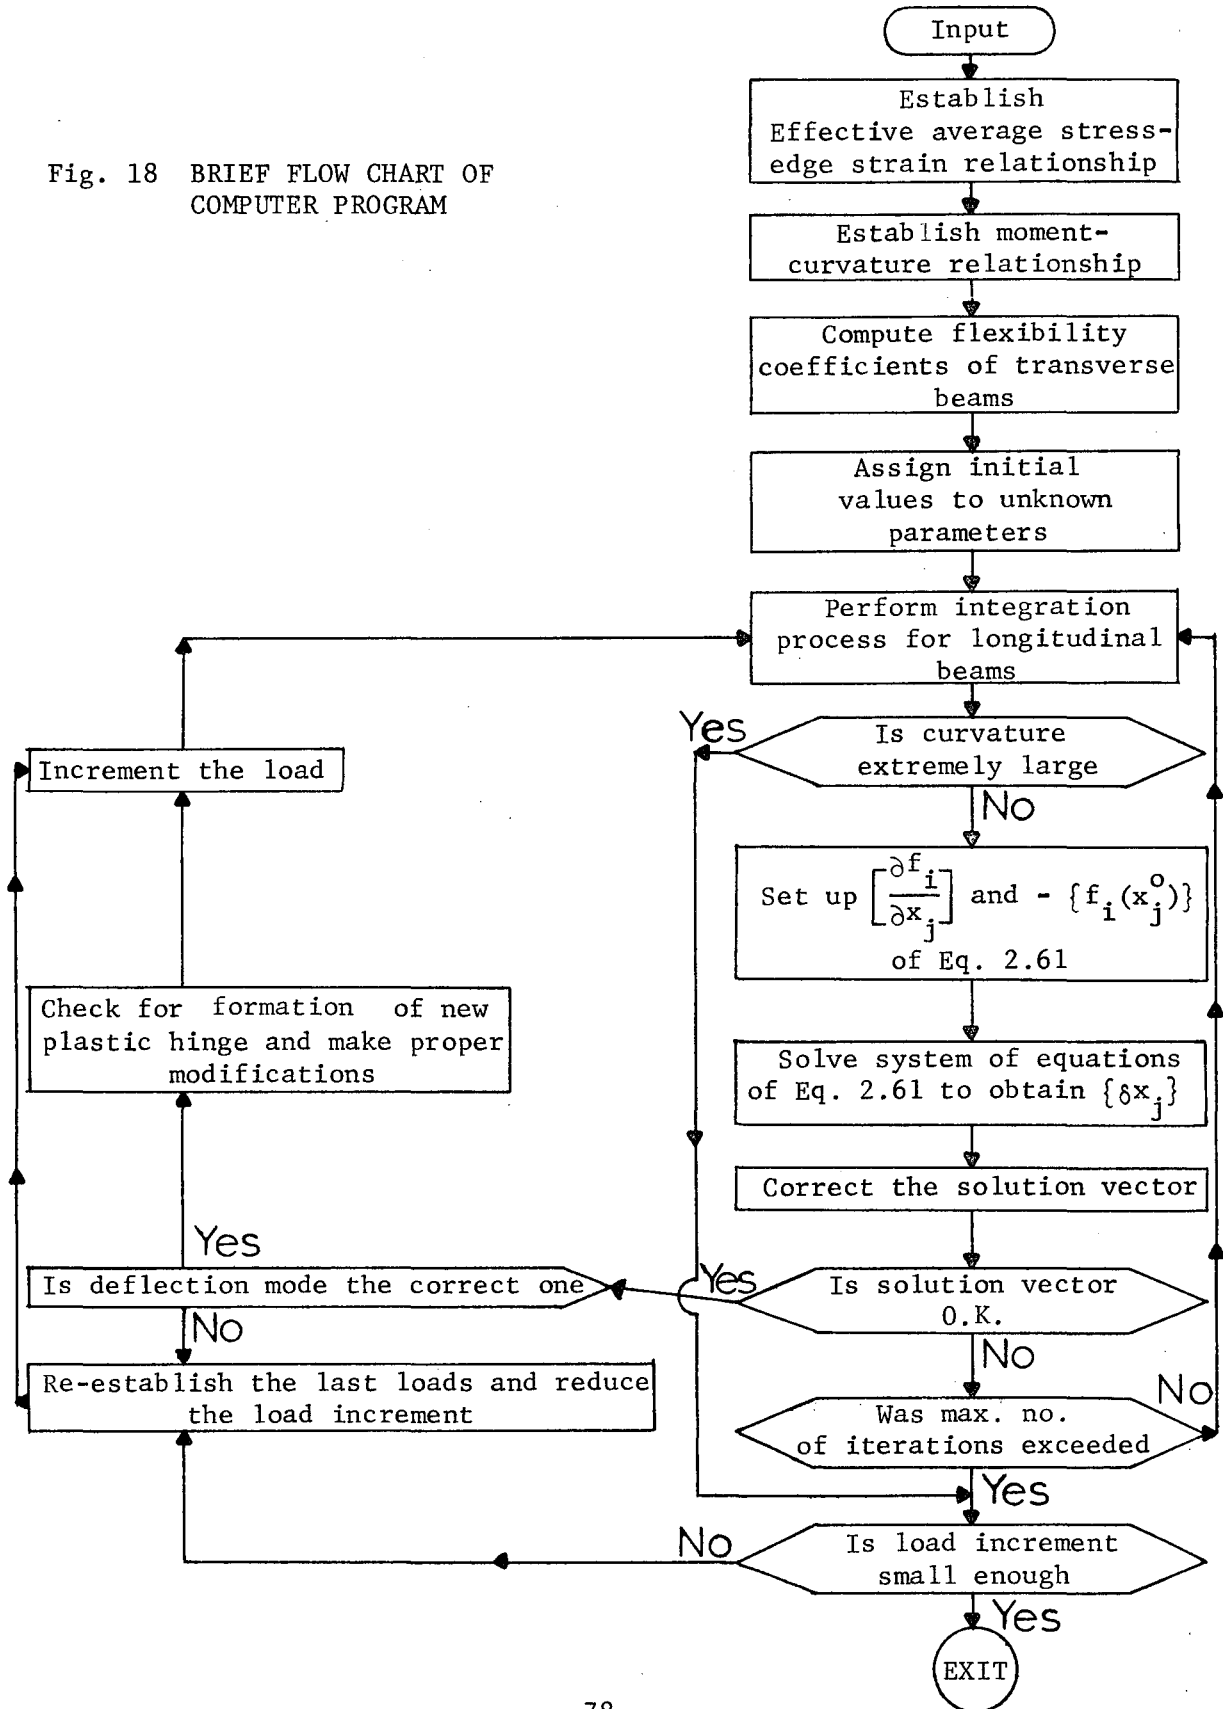 Input
Establish
Effective average stress-
edge strain relationship
Fig. 18 BRIEF FLOW CHART OF
COMPUTER PROGRAM
Establish moment-
curvature relationship
Compute flexibility
coefficients of transverse
beams
Assign initial
values to unknown
parameters
Perform integration
process for longitudinal
beams
Yes
Is curvature
extremely large
Increment the load
No
Set up [∂f_i/∂x_j] and - {f_i(x_j^o)}
of Eq. 2.61
Check for formation of new
plastic hinge and make proper
modifications
Solve system of equations
of Eq. 2.61 to obtain {δx_j}
Correct the solution vector
Yes
Is deflection mode the correct one
Yes
Is solution vector
O.K.
No
No
Re-establish the last loads and reduce
the load increment
No
Was max. no.
of iterations exceeded
Yes
No
Is load increment
small enough
Yes
EXIT
78